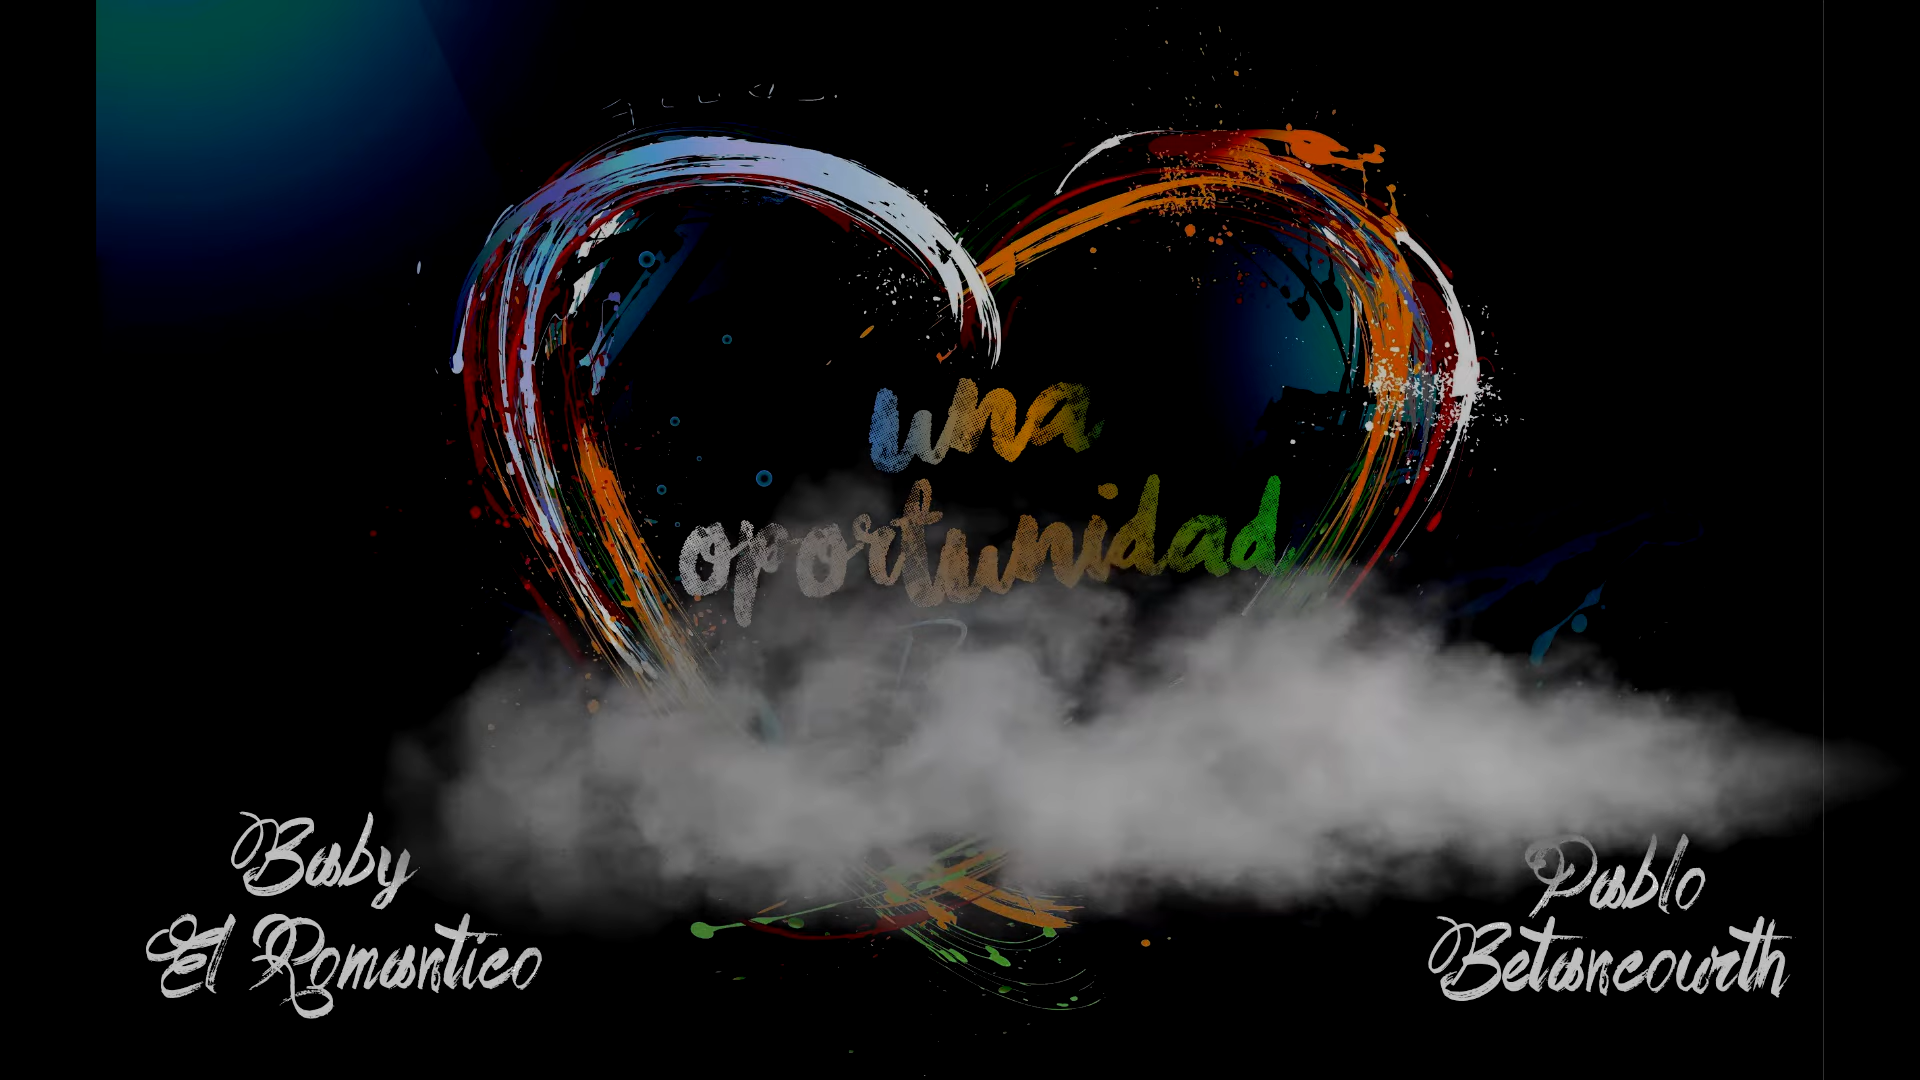 una
oportunidad
Baby
El Romantico
Pablo
Betancourth